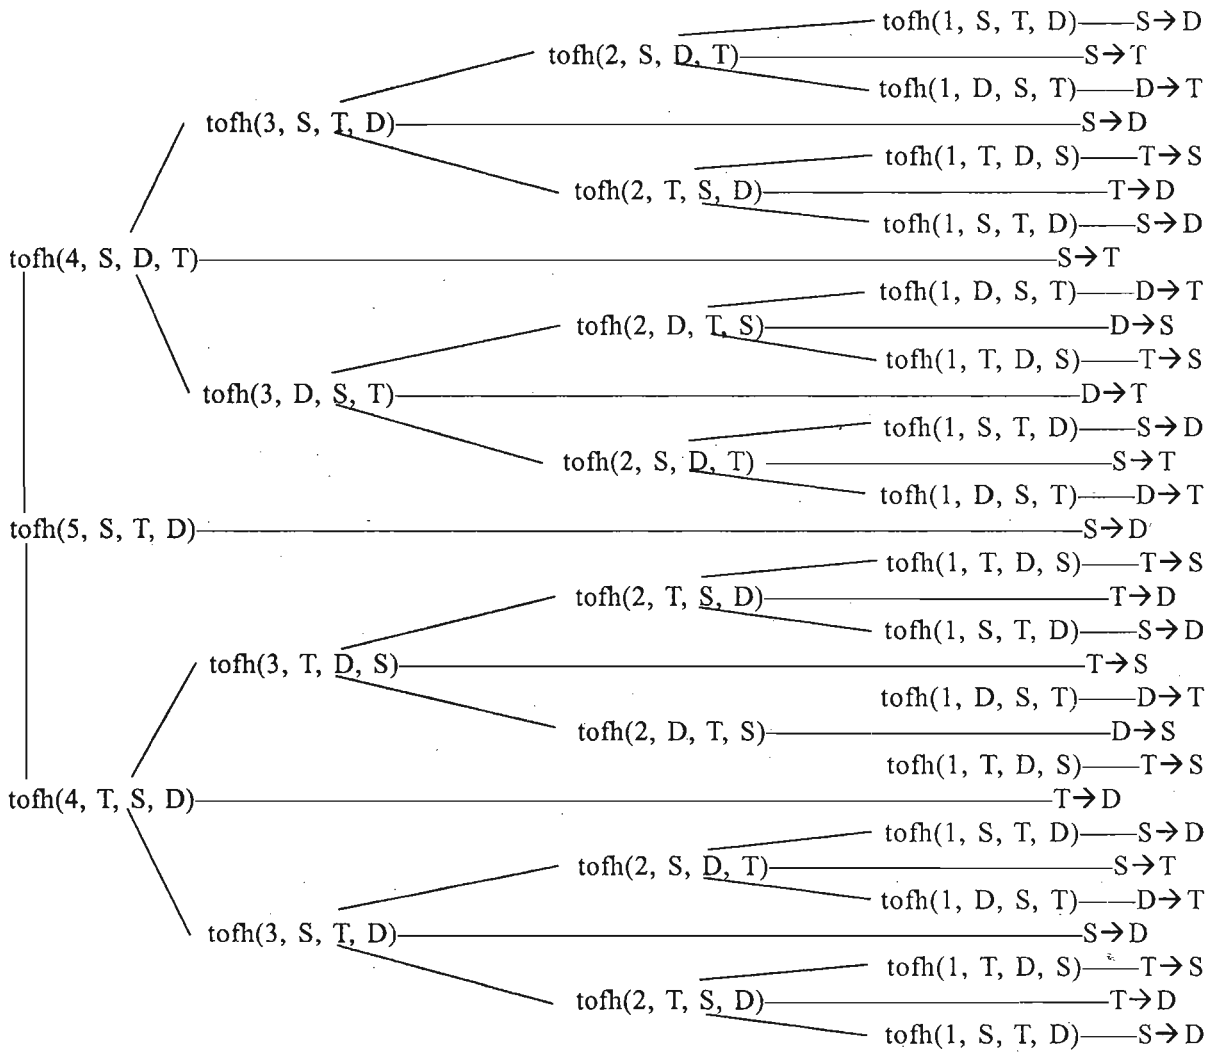 tofh(1, S, T, D) S→D
tofh(2, S, D, T) S→T
tofh(1, D, S, T) D→T
tofh(3, S, T, D) S→D
tofh(1, T, D, S) T→S
tofh(2, T, S, D) T→D
tofh(1, S, T, D) S→D
tofh(4, S, D, T) S→T
tofh(1, D, S, T) D→T
tofh(2, D, T, S) D→S
tofh(1, T, D, S) T→S
tofh(3, D, S, T) D→T
tofh(1, S, T, D) S→D
tofh(2, S, D, T) S→T
tofh(1, D, S, T) D→T
tofh(5, S, T, D) S→D
tofh(1, T, D, S) T→S
tofh(2, T, S, D) T→D
tofh(1, S, T, D) S→D
tofh(3, T, D, S) T→S
tofh(1, D, S, T) D→T
tofh(2, D, T, S) D→S
tofh(1, T, D, S) T→S
tofh(4, T, S, D) T→D
tofh(1, S, T, D) S→D
tofh(2, S, D, T) S→T
tofh(1, D, S, T) D→T
tofh(3, S, T, D) S→D
tofh(1, T, D, S) T→S
tofh(2, T, S, D) T→D
tofh(1, S, T, D) S→D